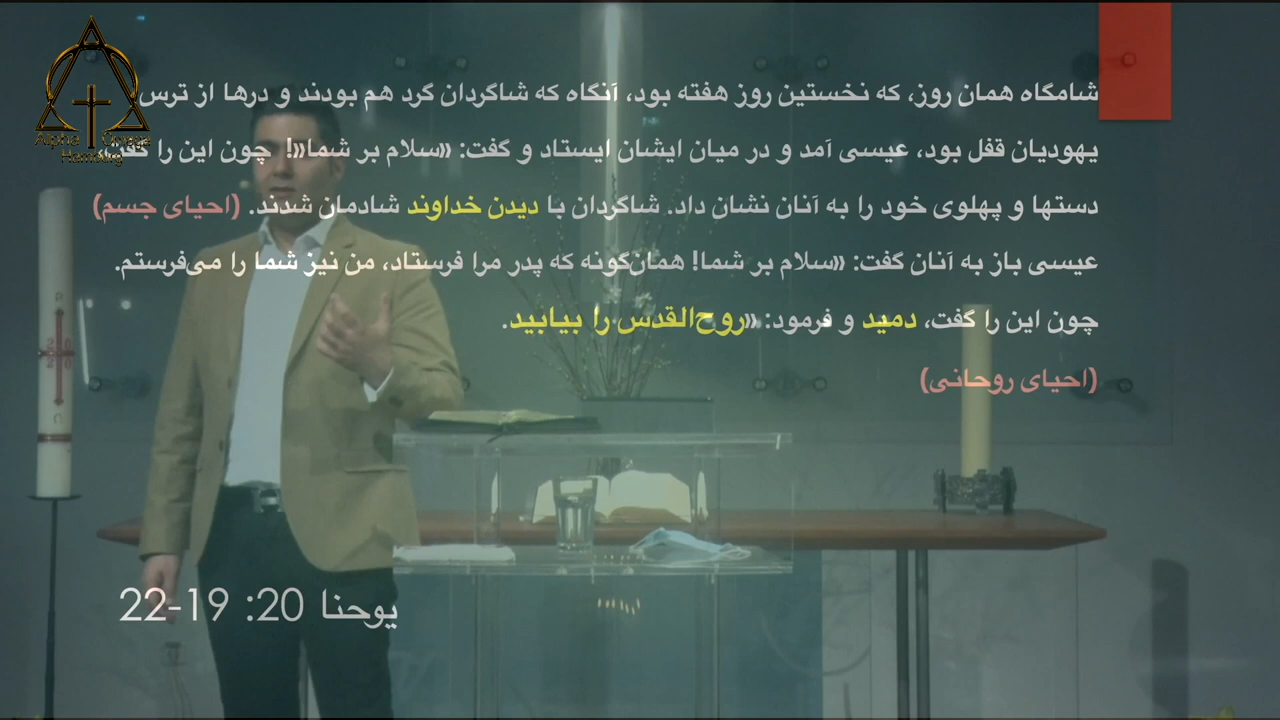 شامگاه همان روز، که نخستین روز هفته بود، آنگاه که شاگردان گرد هم بودند و درها از ترس
یهودیان قفل بود، عیسی آمد و در میان ایشان ایستاد و گفت: «سلام بر شما»! چون این را گفت،
دستها و پهلوی خود را به آنان نشان داد. شاگردان با دیدن خداوند شادمان شدند. (احیای جسم)
عیسی باز به آنان گفت: «سلام بر شما! همان‌گونه که پدر مرا فرستاد، من نیز شما را می‌فرستم.
چون این را گفت، دمید و فرمود: «روح‌القدس را بیابید.
(احیای روحانی)
یوحنا 20: 19-22
Alpha Omega
Hamburg